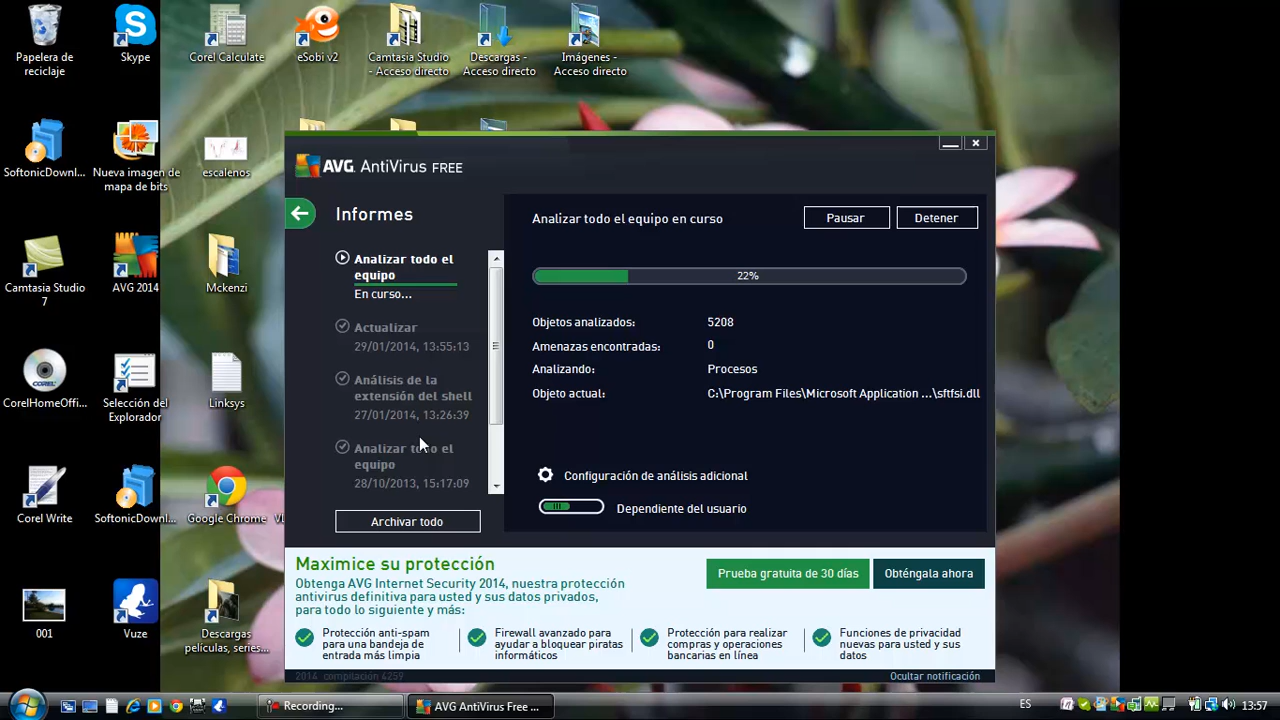 Papelera de
reciclaje
Skype
Corel Calculate
eSobi v2
Camtasia Studio
- Acceso directo
Descargas -
Acceso directo
Imágenes -
Acceso directo
SoftonicDownl...
Nueva imagen de
mapa de bits
escalenos
Camtasia Studio
7
AVG 2014
Mckenzi
CorelHomeOffi...
Selección del
Explorador
Linksys
Corel Write
SoftonicDownl...
Google Chrome
001
Vuze
Descargas
películas, series...
AVG AntiVirus FREE
Informes
Analizar todo el
equipo
En curso...
Actualizar
29/01/2014, 13:55:13
Análisis de la
extensión del shell
27/01/2014, 13:26:39
Analizar todo el
equipo
28/10/2013, 15:17:09
Archivar todo
Analizar todo el equipo en curso
Pausar
Detener
22%
Objetos analizados: 5208
Amenazas encontradas: 0
Analizando: Procesos
Objeto actual: C:\Program Files\Microsoft Application ...\sftfsi.dll
Configuración de análisis adicional
Dependiente del usuario
Maximice su protección
Obtenga AVG Internet Security 2014, nuestra protección
antivirus definitiva para usted y sus datos privados,
para todo lo siguiente y más:
Prueba gratuita de 30 días
Obténgala ahora
Protección anti-spam
para una bandeja de
entrada más limpia
Firewall avanzado para
ayudar a bloquear piratas
informáticos
Protección para realizar
compras y operaciones
bancarias en línea
Funciones de privacidad
nuevas para usted y sus
datos
2014 compilación 4259
Ocultar notificación
Recording...
AVG AntiVirus Free ...
ES
13:57